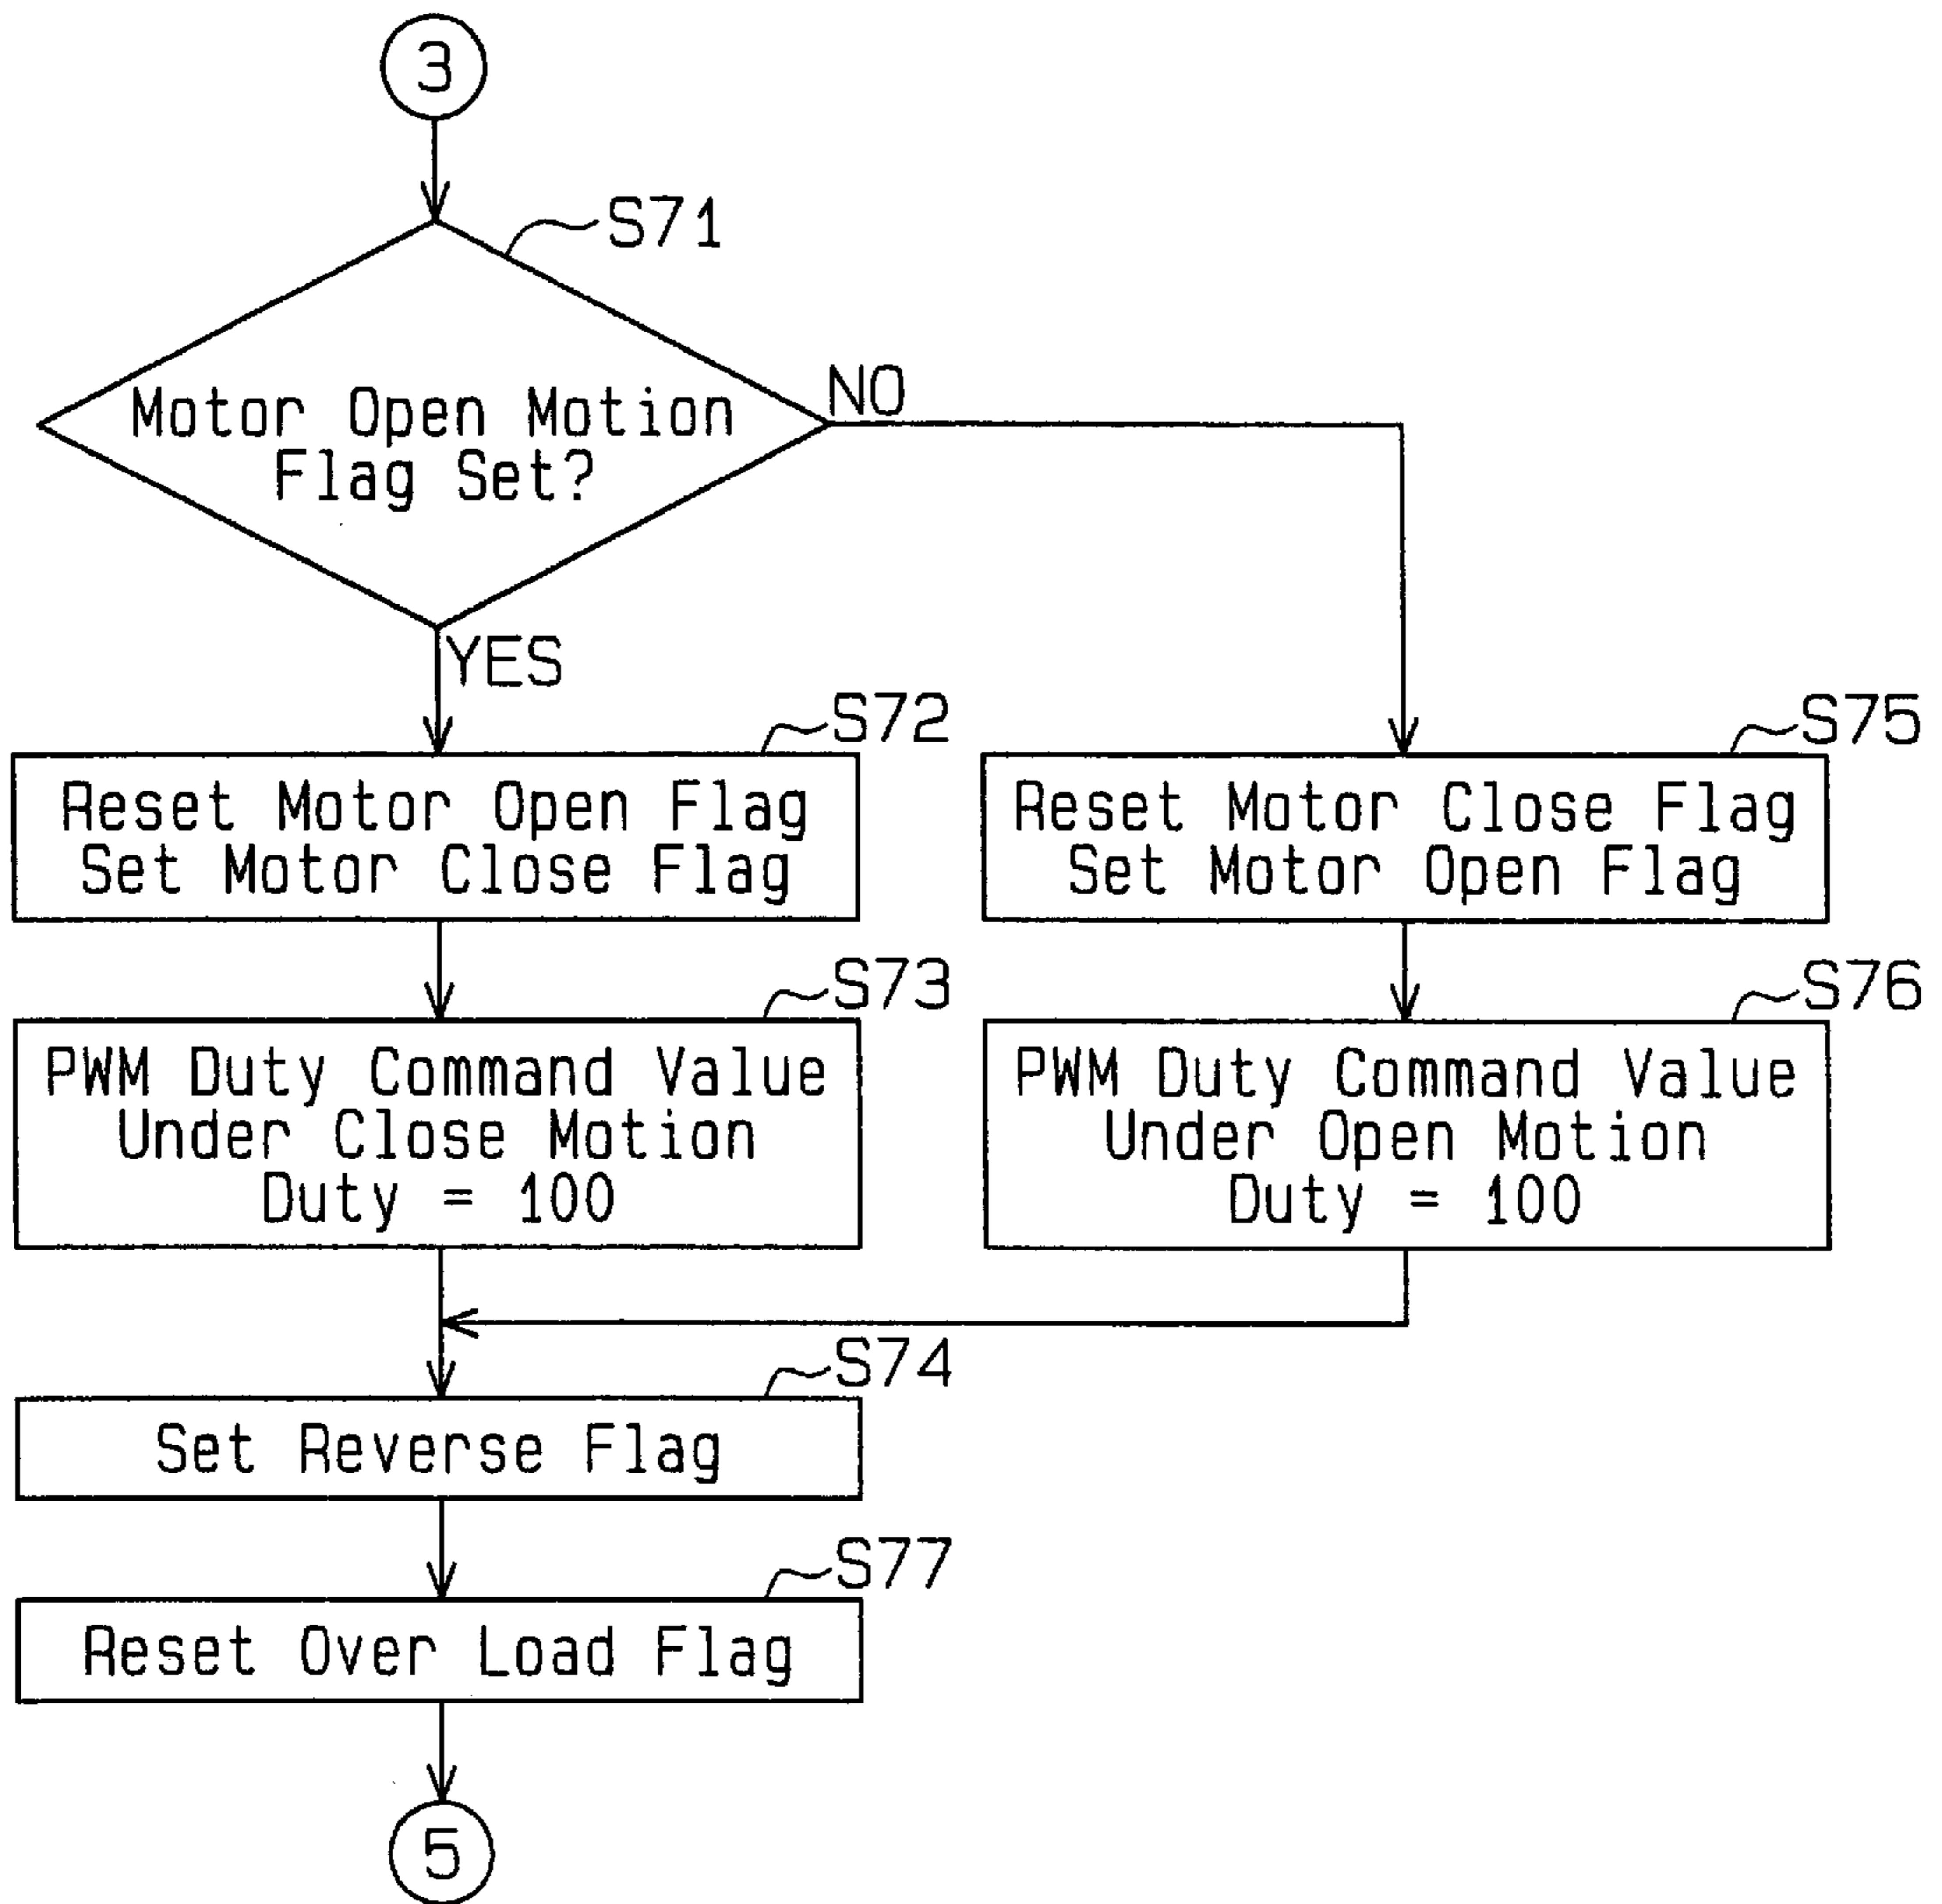 3
S71
Motor Open Motion
Flag Set?
NO
YES
S72
Reset Motor Open Flag
Set Motor Close Flag
S75
Reset Motor Close Flag
Set Motor Open Flag
S73
PWM Duty Command Value
Under Close Motion
Duty = 100
S76
PWM Duty Command Value
Under Open Motion
Duty = 100
S74
Set Reverse Flag
S77
Reset Over Load Flag
5